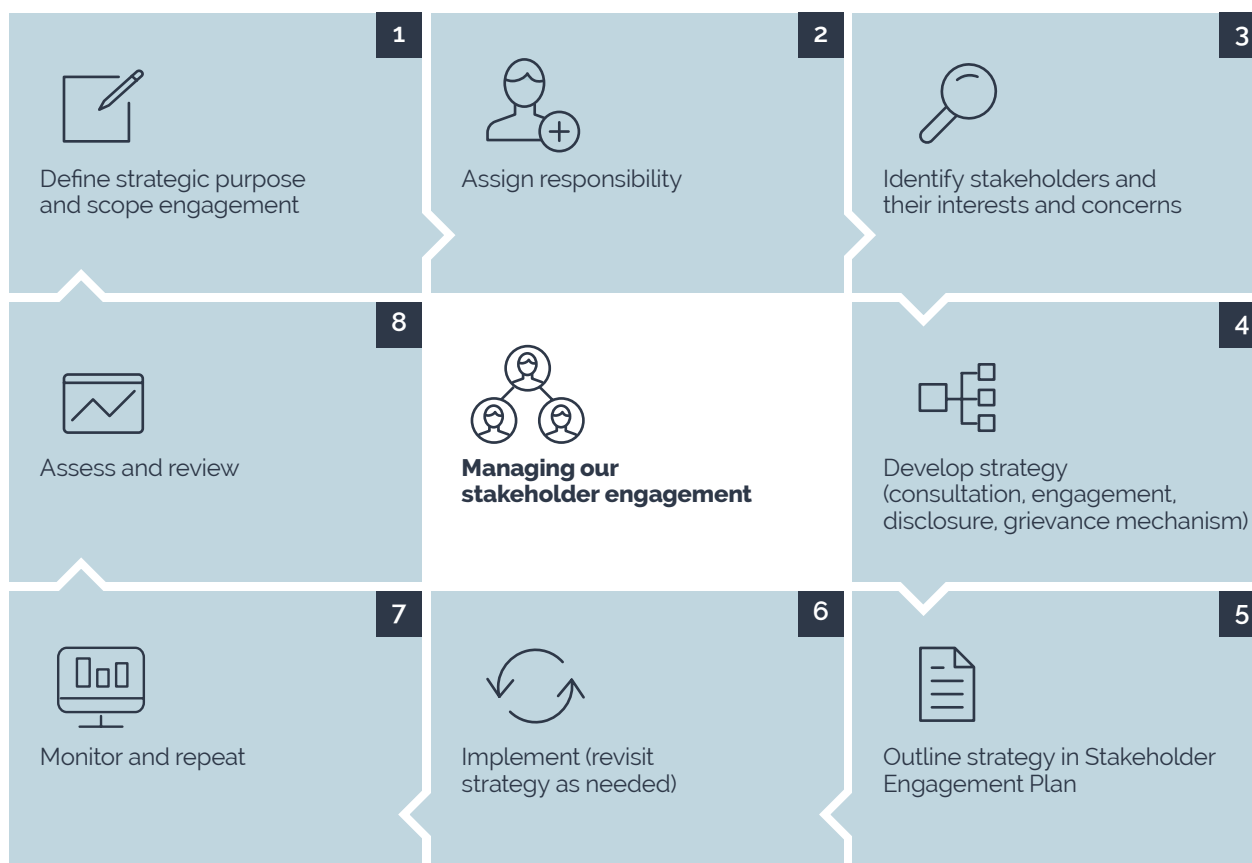 1
Define strategic purpose
and scope engagement
2
Assign responsibility
3
Identify stakeholders and
their interests and concerns
8
Assess and review
Managing our
stakeholder engagement
4
Develop strategy
(consultation, engagement,
disclosure, grievance mechanism)
7
Monitor and repeat
6
Implement (revisit
strategy as needed)
5
Outline strategy in Stakeholder
Engagement Plan